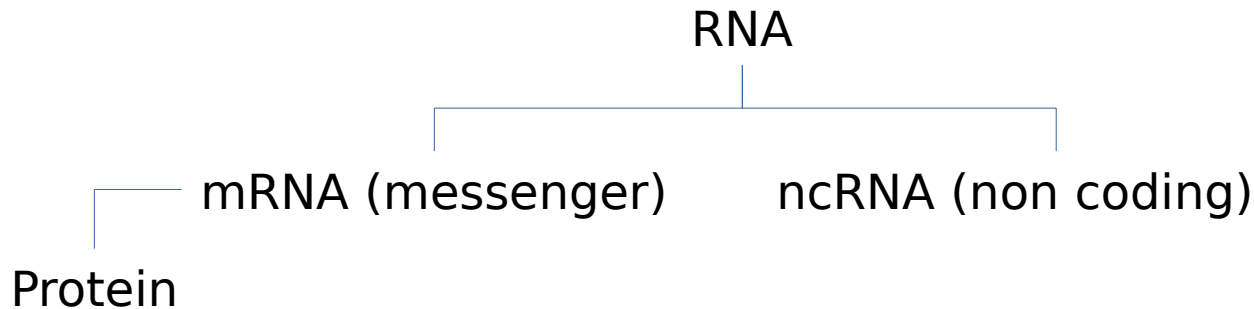 RNA
mRNA (messenger)
ncRNA (non coding)
Protein